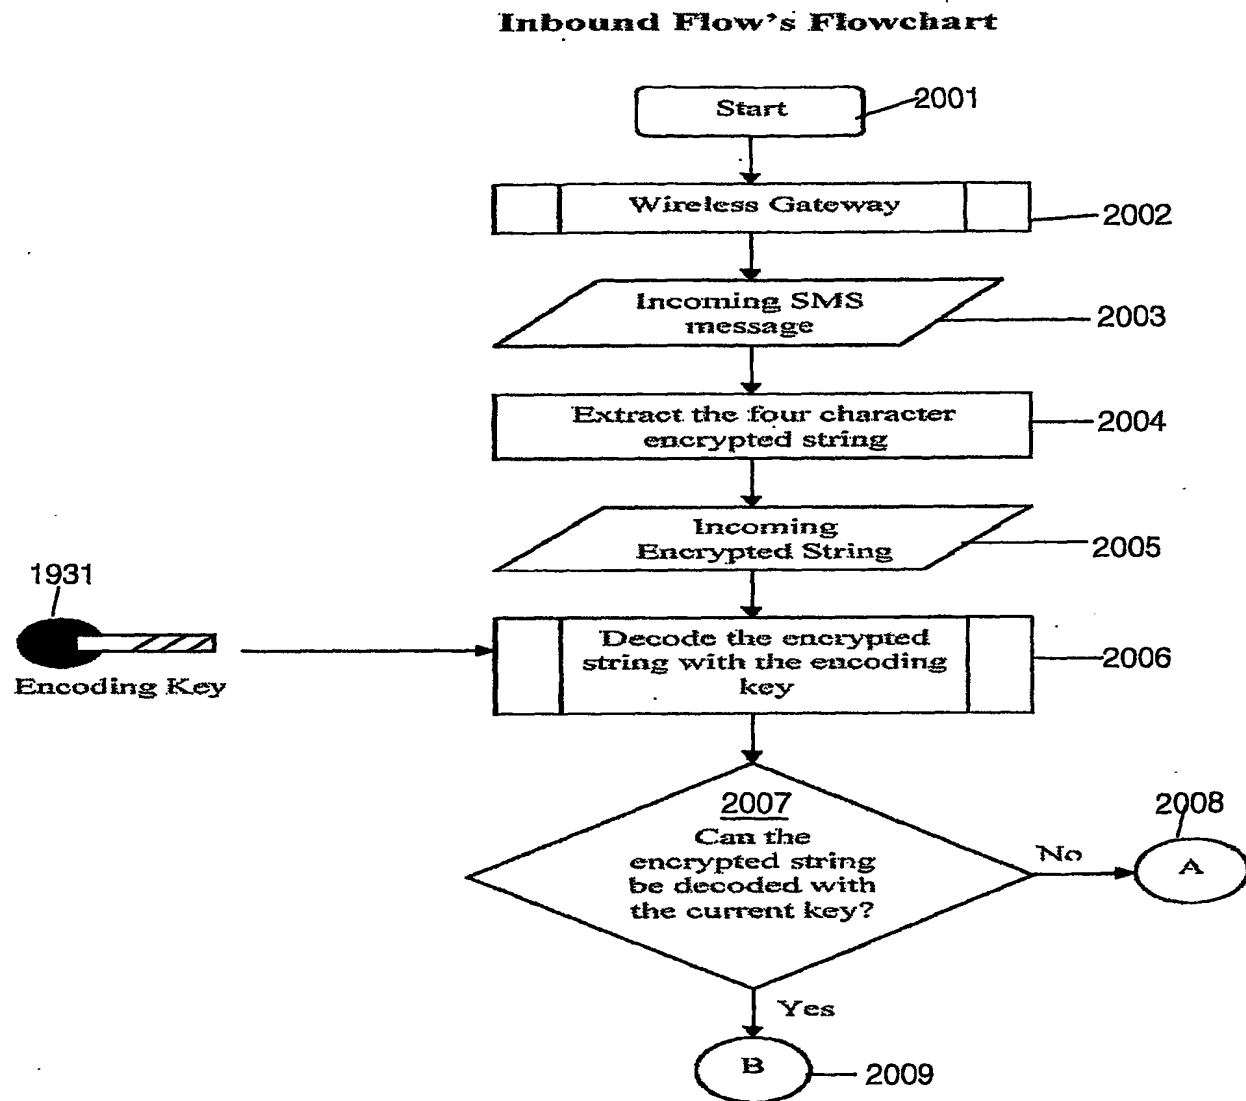 Inbound Flow's Flowchart
Start
2001
Wireless Gateway
2002
Incoming SMS
message
2003
Extract the four character
encrypted string
2004
Incoming
Encrypted String
2005
1931
Encoding Key
Decode the encrypted
string with the encoding
key
2006
2007
Can the
encrypted string
be decoded with
the current key?
No
2008
A
Yes
B
2009